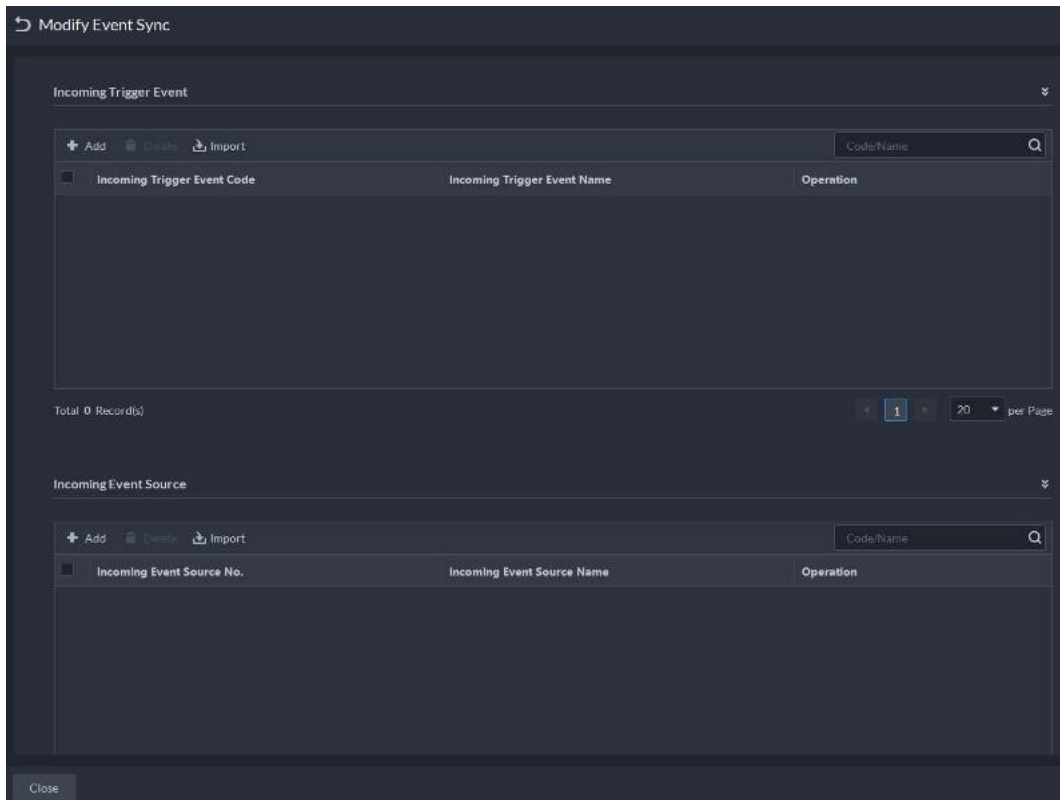 Modify Event Sync
Incoming Trigger Event
Add Delete Import Code/Name
Incoming Trigger Event Code Incoming Trigger Event Name Operation
Total 0 Record(s) 1 20 per Page
Incoming Event Source
Add Delete Import Code/Name
Incoming Event Source No. Incoming Event Source Name Operation
Close